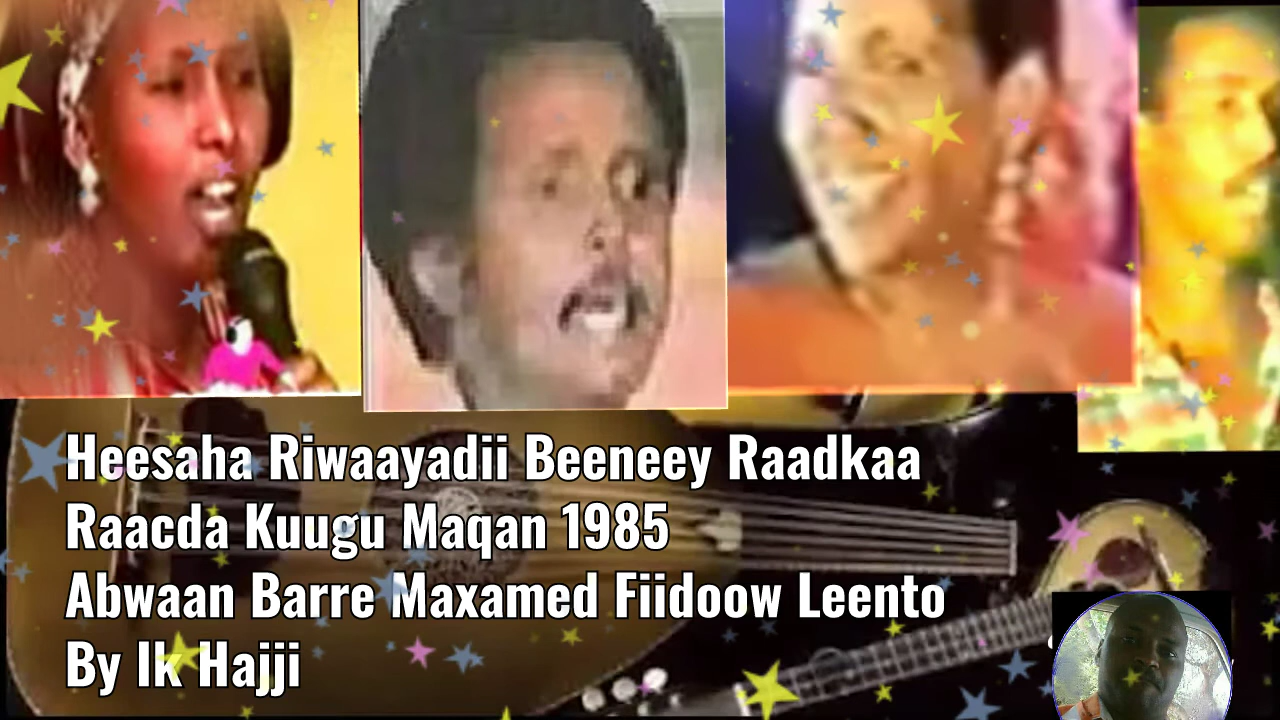 Heesaha Riwaayadii Beeneey Raadkaa
Raacda Kuugu Maqan 1985
Abwaan Barre Maxamed Fiidoow Leento
By Ik Hajji